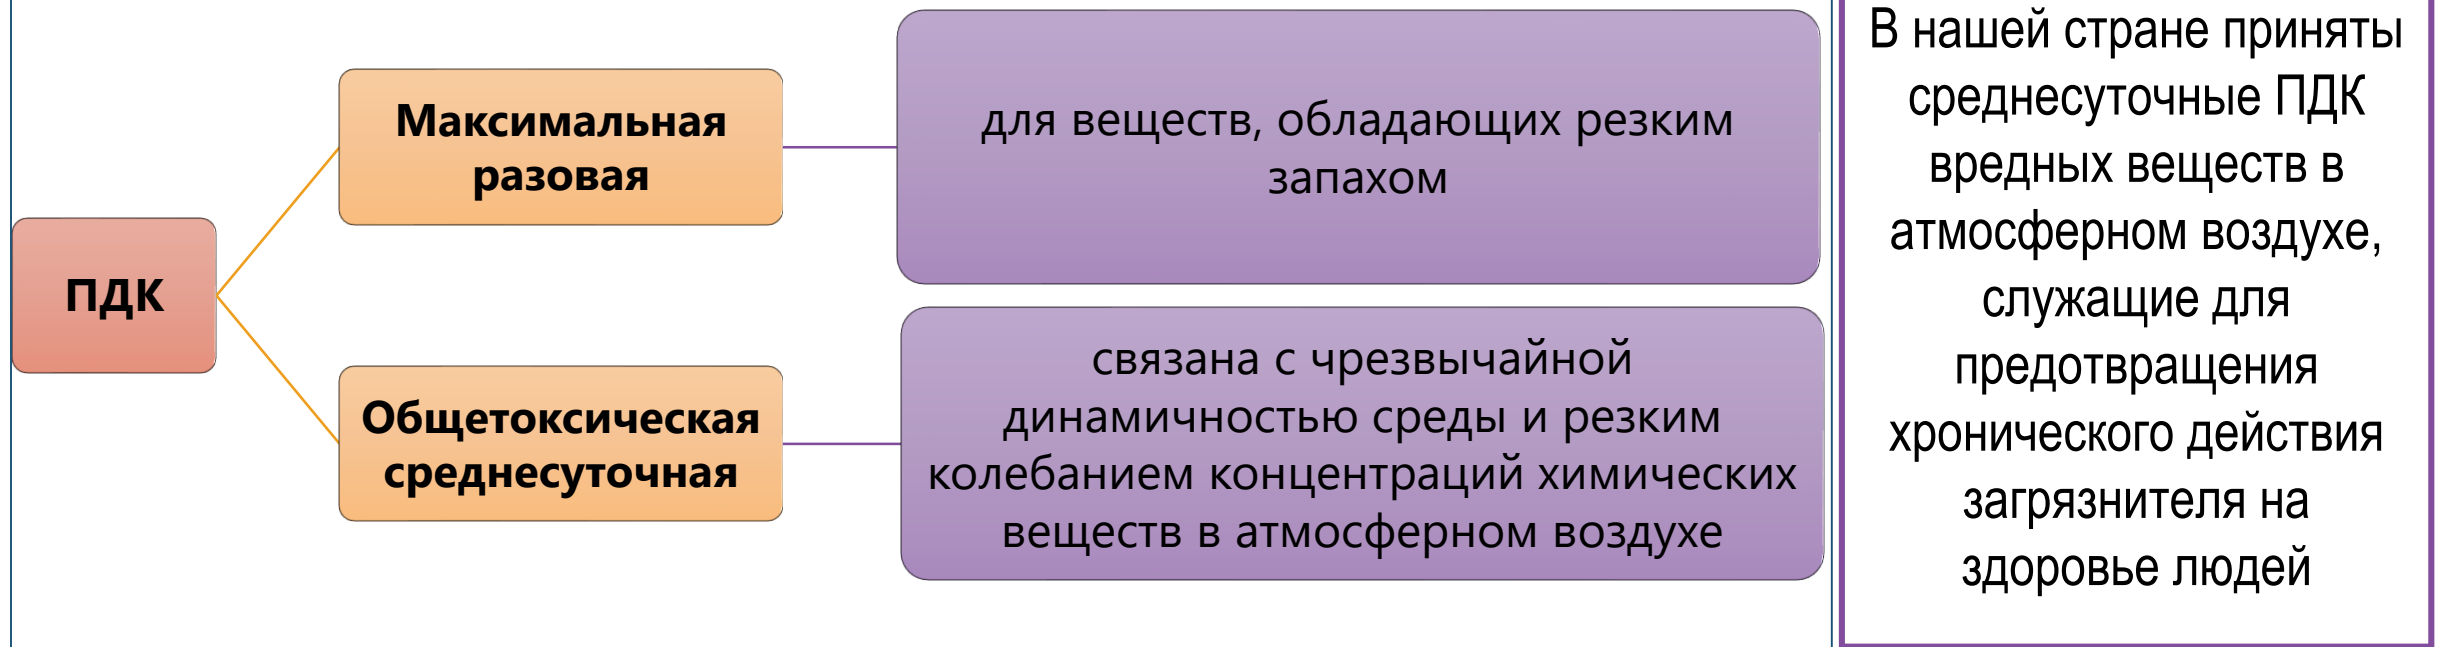 ПДК
Максимальная
разовая
для веществ, обладающих резким
запахом
Общетоксическая
среднесуточная
связана с чрезвычайной
динамичностью среды и резким
колебанием концентраций химических
веществ в атмосферном воздухе
В нашей стране приняты
среднесуточные ПДК
вредных веществ в
атмосферном воздухе,
служащие для
предотвращения
хронического действия
загрязнителя на
здоровье людей